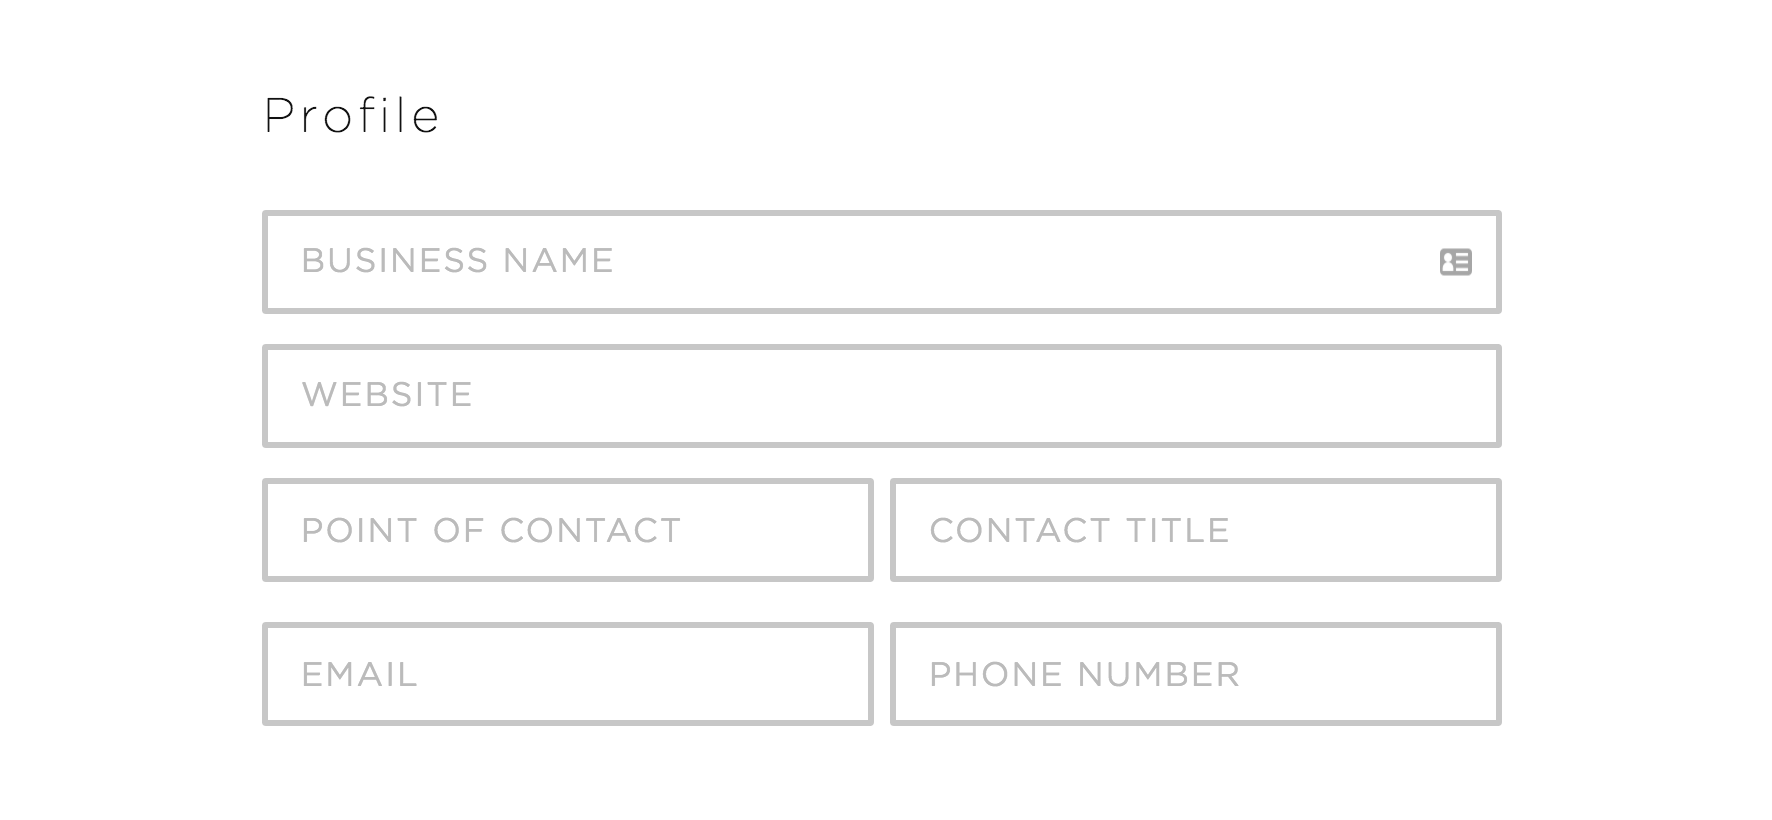 Profile
BUSINESS NAME
WEBSITE
POINT OF CONTACT
CONTACT TITLE
EMAIL
PHONE NUMBER